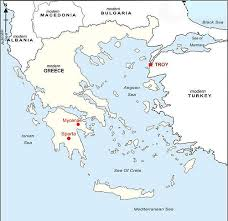 modern
MACEDONIA
modern
BULGARIA
modern
ALBANIA
Black Sea
Sea of
Marmara
modern
GREECE
TROY
Aegean
Sea
modern
TURKEY
Ionian Sea
Mycenae
Sparta
Sea Of Crete
Mediterranean Sea